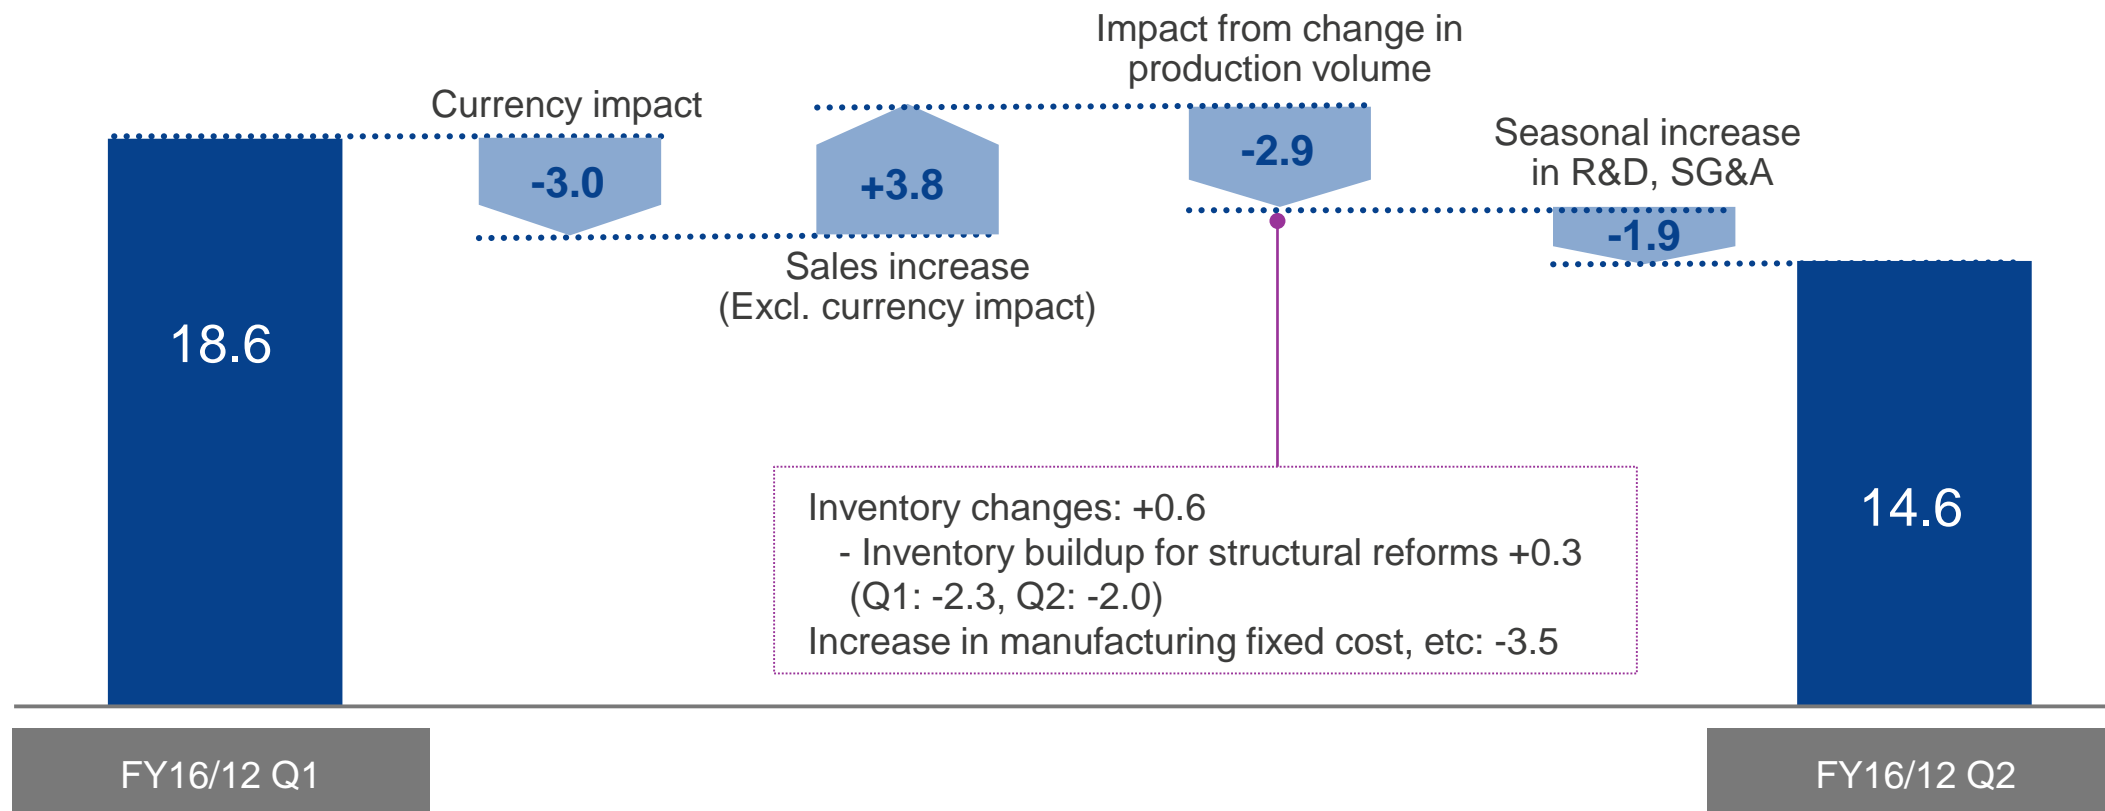 Impact from change in
production volume
Currency impact
Seasonal increase
in R&D, SG&A
-3.0
+3.8
-2.9
-1.9
Sales increase
(Excl. currency impact)
18.6
14.6
Inventory changes: +0.6
- Inventory buildup for structural reforms +0.3
(Q1: -2.3, Q2: -2.0)
Increase in manufacturing fixed cost, etc: -3.5
FY16/12 Q1
FY16/12 Q2